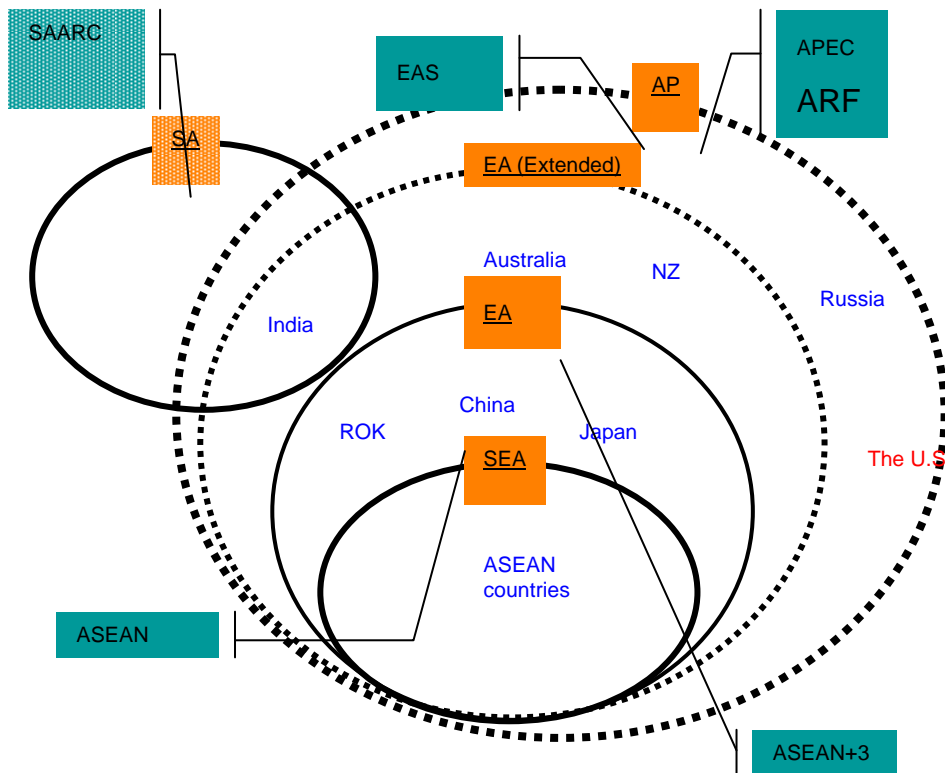 SAARC
EAS
APEC
ARF
AP
SA
EA (Extended)
Australia
NZ
Russia
India
EA
China
ROK
Japan
SEA
The U.S
ASEAN
countries
ASEAN
ASEAN+3